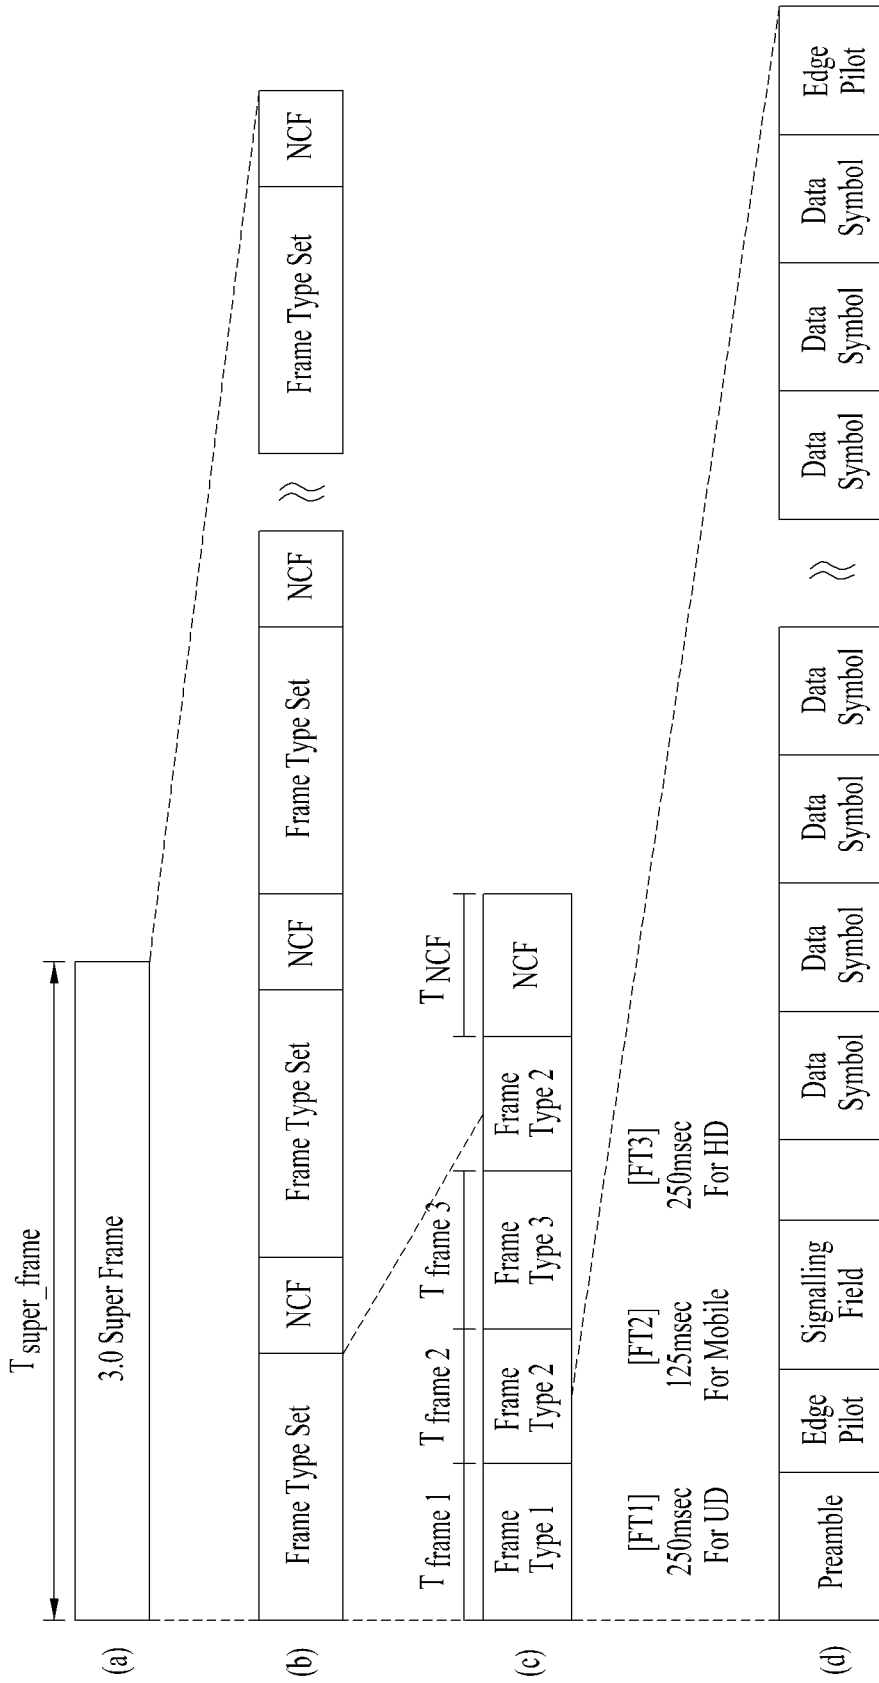 T super_frame
(a)
3.0 Super Frame
(b)
Frame Type Set
NCF
Frame Type Set
NCF
Frame Type Set
NCF
Frame Type Set
NCF
T frame 1
T frame 2
T frame 3
T NCF
(c)
Frame
Type 1
Frame
Type 2
Frame
Type 3
Frame
Type 2
NCF
[FT1]
250msec
For UD
[FT2]
125msec
For Mobile
[FT3]
250msec
For HD
(d)
Preamble
Edge
Pilot
Signalling
Field
Data
Symbol
Data
Symbol
Data
Symbol
Data
Symbol
Data
Symbol
Data
Symbol
Data
Symbol
Edge
Pilot